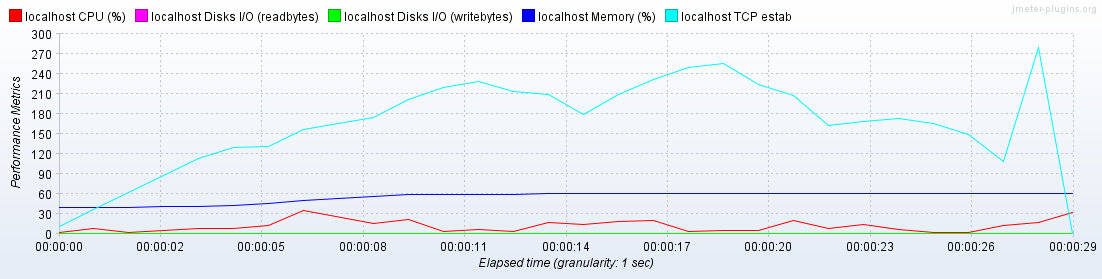 jmeter-plugins.org
localhost CPU (%) localhost Disks I/O (readbytes) localhost Disks I/O (writebytes) localhost Memory (%) localhost TCP estab
300
270
240
210
180
150
120
90
60
30
0
Performance Metrics
00:00:00 00:00:02 00:00:05 00:00:08 00:00:11 00:00:14 00:00:17 00:00:20 00:00:23 00:00:26 00:00:29
Elapsed time (granularity: 1 sec)